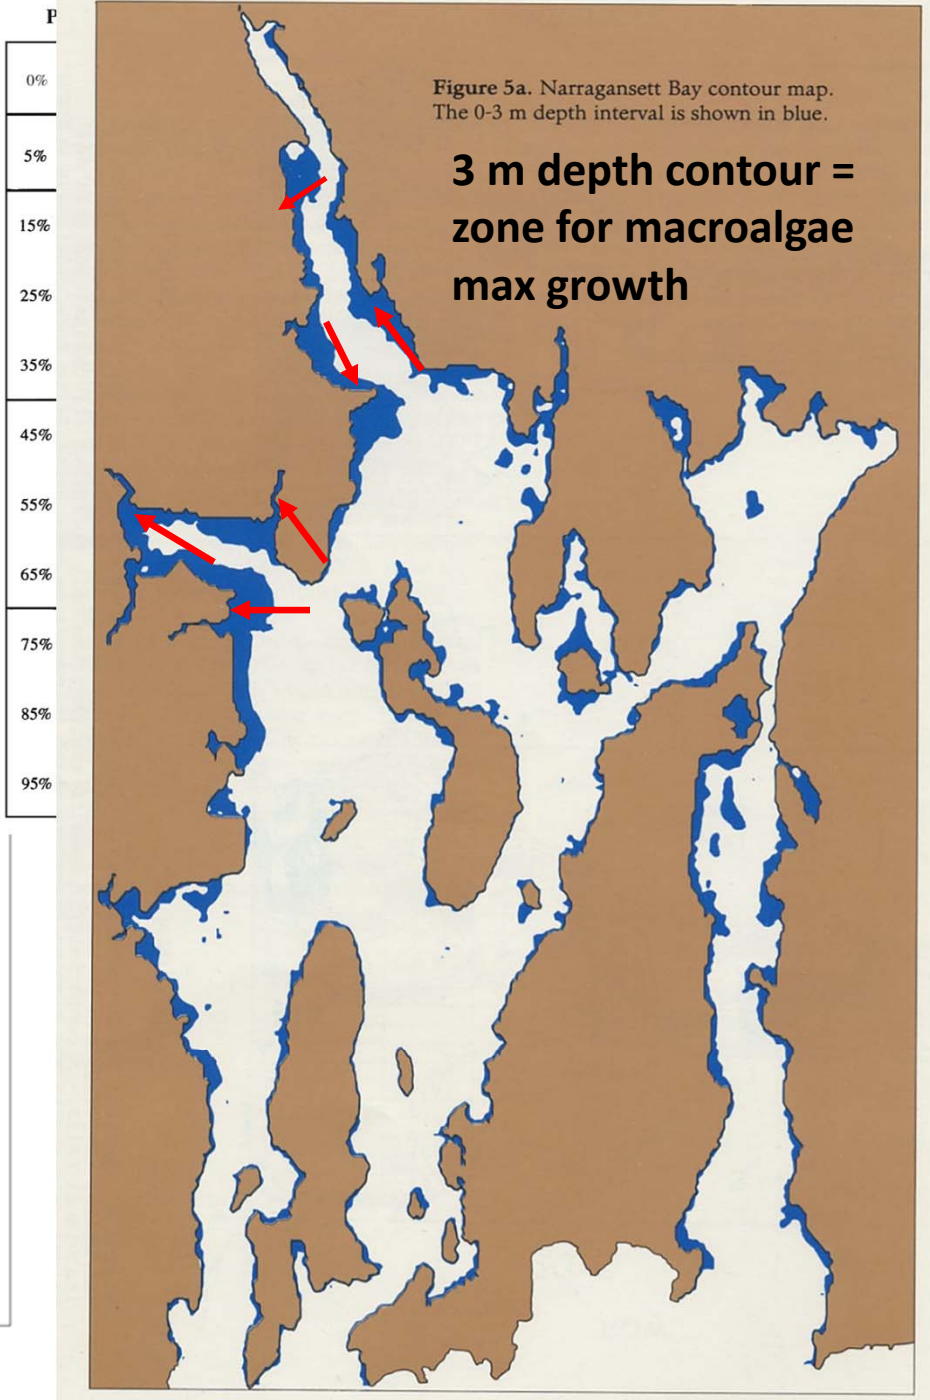 P
0%
5%
15%
25%
35%
45%
55%
65%
75%
85%
95%
Figure 5a. Narragansett Bay contour map.
The 0-3 m depth interval is shown in blue.
3 m depth contour =
zone for macroalgae
max growth